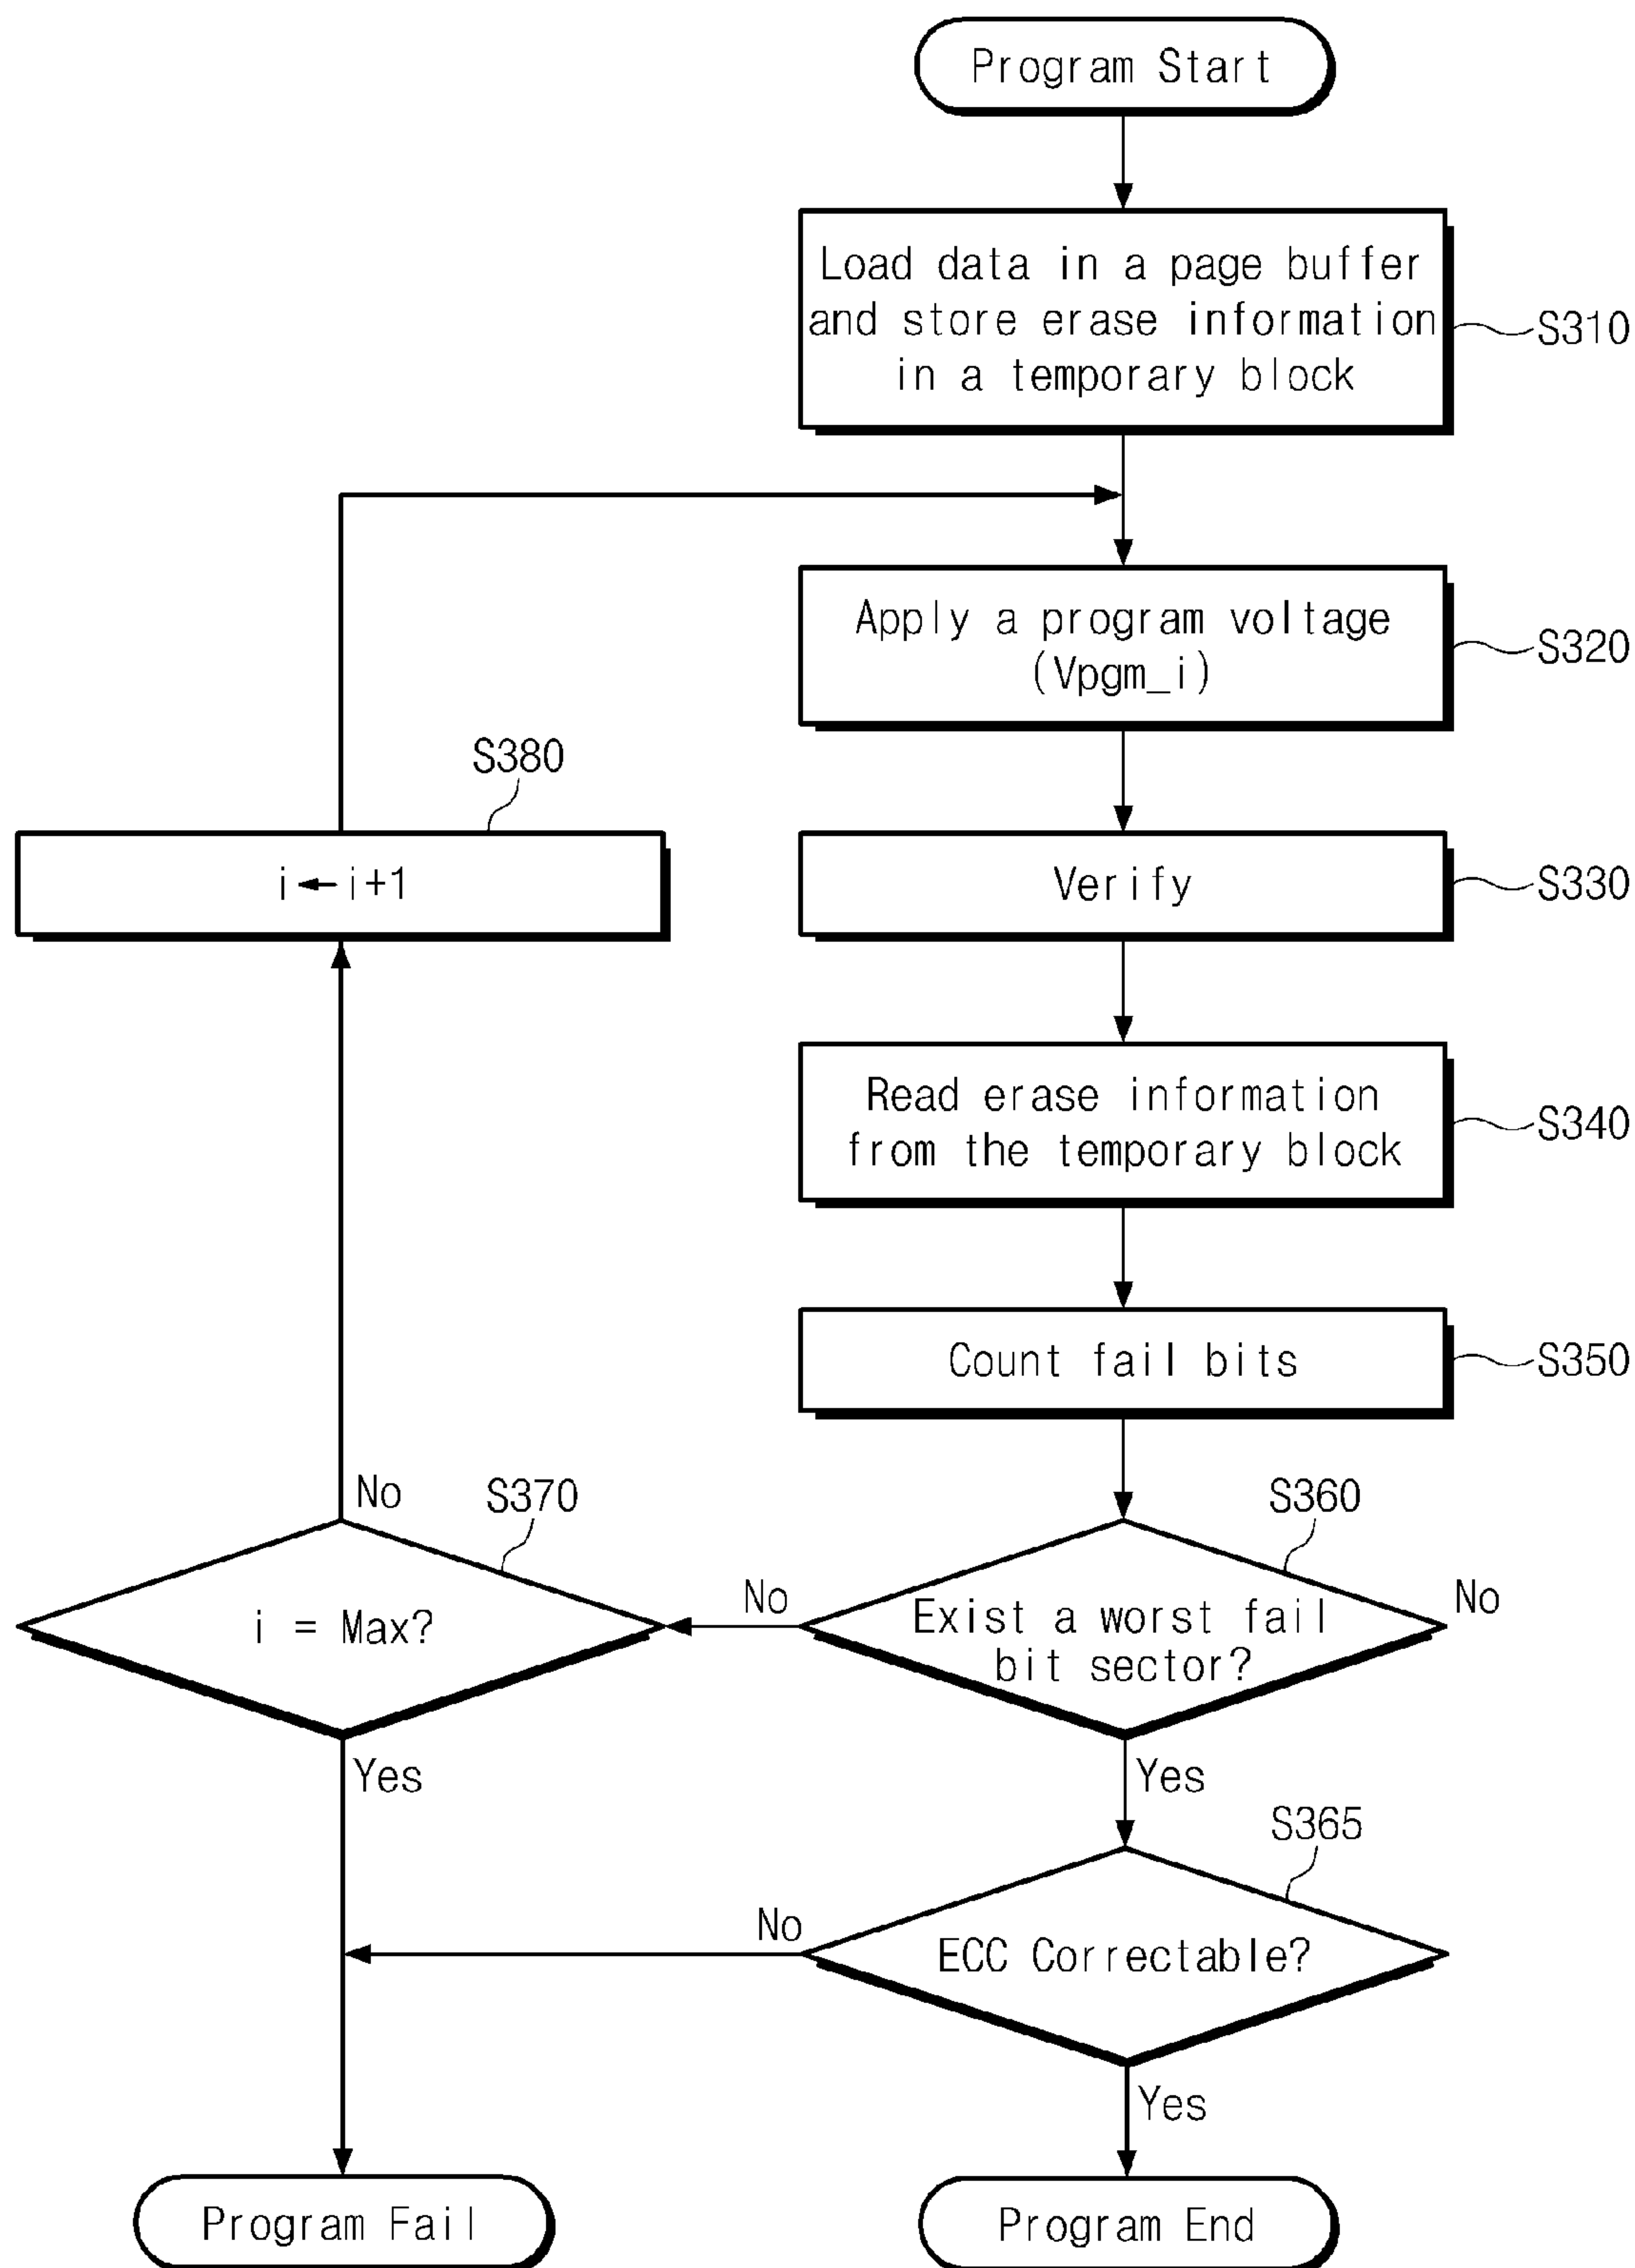 Program Start
Load data in a page buffer
and store erase information
in a temporary block
S310
Apply a program voltage
(Vpgm_i)
S320
S380
i←i+1
Verify
S330
Read erase information
from the temporary block
S340
Count fail bits
S350
No
S370
S360
i = Max?
No
Exist a worst fail
bit sector?
No
Yes
Yes
S365
No
ECC Correctable?
Yes
Program Fail
Program End